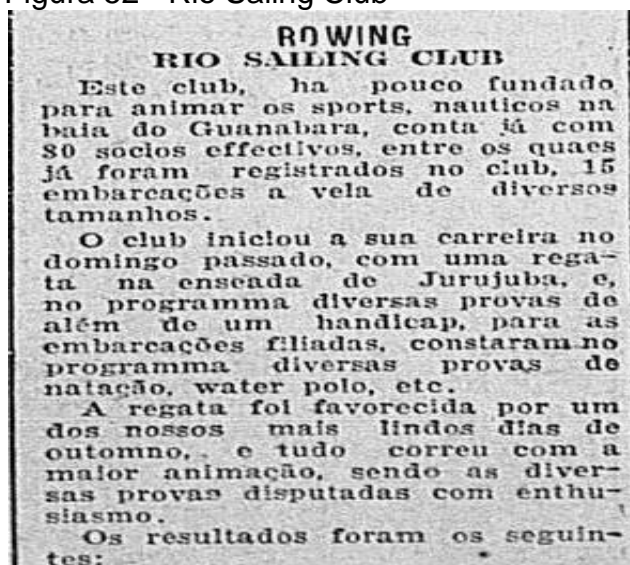 Figura 32 - Rio Sailing Club
ROWING
RIO SAILING CLUB
Este club, ha pouco fundado
para animar os sports, nauticos na
baia do Guanabara, conta já com
80 socios effectivos, entre os quaes
já foram registrados no club, 15
embarcações a vela de diversos
tamanhos.
O club iniciou a sua carreira no
domingo passado, com uma rega-
ta na enseada de Jurujuba, e,
no programma diversas provas de
além de um handicap, para as
embarcações filiadas, constaram no
programma diversas provas de
natação, water polo, etc.
A regata foi favorecida por um
dos nossos mais lindos dias de
outomno, e tudo correu com a
maior animação, sendo as diver-
sas provas disputadas com enthu-
siasmo.
Os resultados foram os seguin-
tes: